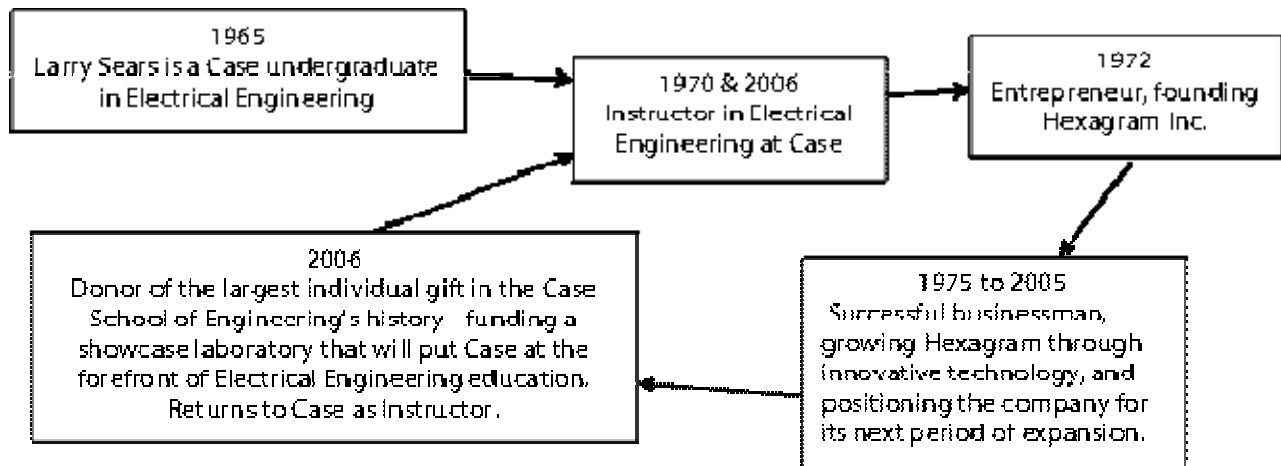 1965
Larry Sears is a Case undergraduate
in Electrical Engineering
1970 & 2006
Instructor in Electrical
Engineering at Case
1972
Entrepreneur, founding
Hexagram Inc.
1975 to 2005
Successful businessman,
growing Hexagram through
innovative technology, and
positioning the company for
its next period of expansion.
2006
Donor of the largest individual gift in the Case
School of Engineering's history funding a
showcase laboratory that will put Case at the
forefront of Electrical Engineering education.
Returns to Case as Instructor.